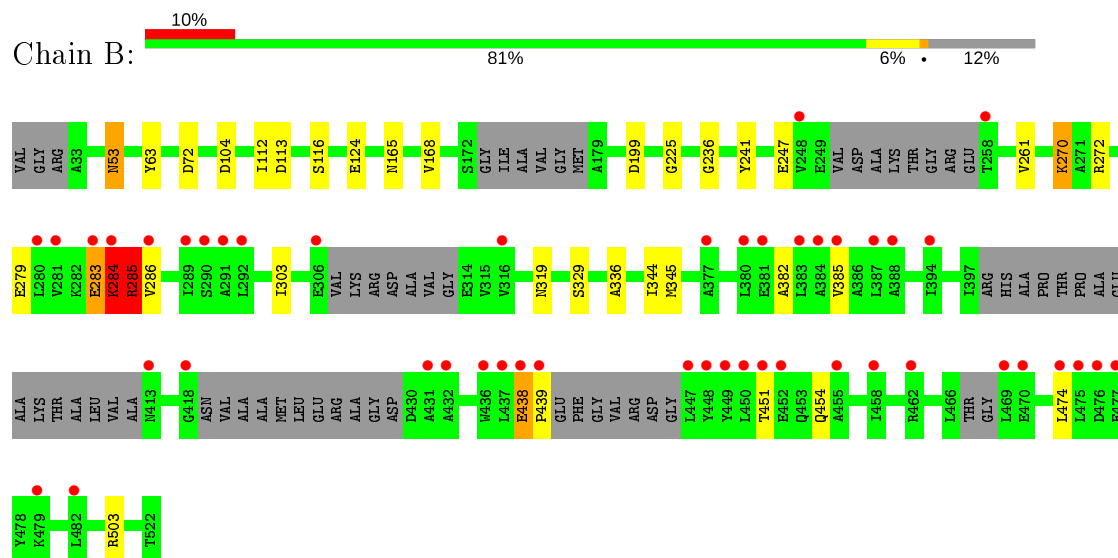 10%
Chain B:
81% 6% • 12%
VAL GLY ARG A33 N53 Y63 D72 D104 I112 D113 S116 E124 N165 V168 S172 GLY ILE ALA VAL GLY MET A179 D199 G225 G236 Y241 E247 V248 E249 VAL ASP ALA LYS THR GLY ARG GLU T258 V261 K270 A271 R272
E279 L280 V281 K282 E283 K284 R285 V286 I289 S290 A291 L292 I303 E306 VAL LYS ARG ASP ALA VAL GLY E314 V315 V316 N319 S329 A336 I344 M345 A377 L380 E381 A382 L383 A384 V385 A386 L387 A388 I394 I397 ARG HIS ALA PRO THR PRO ALA GLU
ALA LYS THR ALA LEU VAL ALA N413 G418 ASN VAL ALA ALA MET LEU GLU ARG ALA GLY ASP D430 A431 A432 W436 L437 E438 P439 GLU PHE GLY VAL ARG ASP GLY L447 Y448 Y449 L450 T451 E452 Q453 Q454 A455 I458 R462 L466 THR GLY L469 E470 L474 L475 D476 E477
Y478 K479 L482 R503 T522